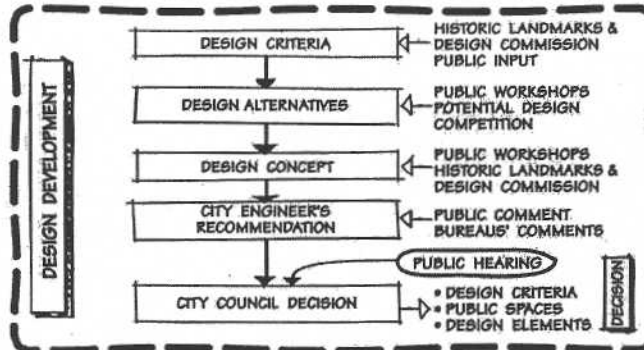 DESIGN DEVELOPMENT
DESIGN CRITERIA
HISTORIC LANDMARKS &
DESIGN COMMISSION
PUBLIC INPUT
DESIGN ALTERNATIVES
PUBLIC WORKSHOPS
POTENTIAL DESIGN
COMPETITION
DESIGN CONCEPT
PUBLIC WORKSHOPS
HISTORIC LANDMARKS &
DESIGN COMMISSION
CITY ENGINEER'S
RECOMMENDATION
PUBLIC COMMENT
BUREAUS' COMMENTS
PUBLIC HEARING
CITY COUNCIL DECISION
• DESIGN CRITERIA
• PUBLIC SPACES
• DESIGN ELEMENTS
DECISION